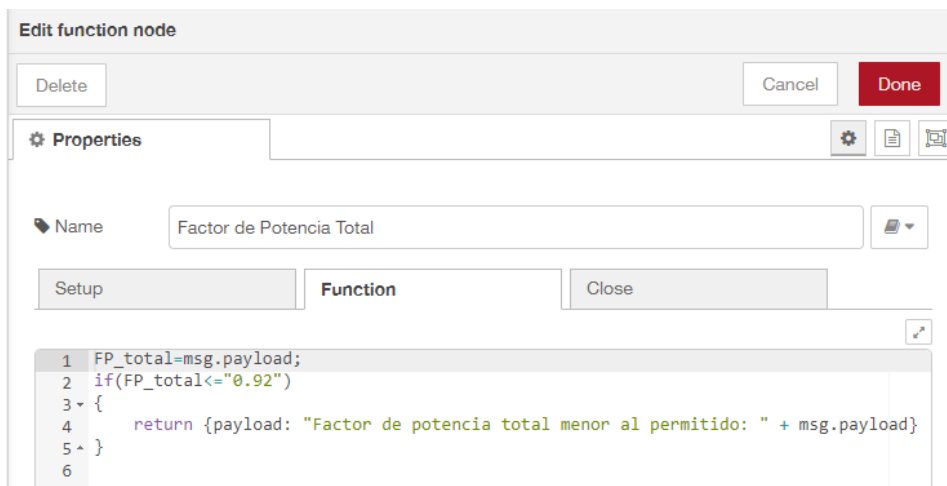 Edit function node
Delete
Cancel
Done
Properties
Name
Factor de Potencia Total
Setup
Function
Close
1 FP_total=msg.payload;
2 if(FP_total<="0.92")
3 {
4 return {payload: "Factor de potencia total menor al permitido: " + msg.payload}
5 }
6